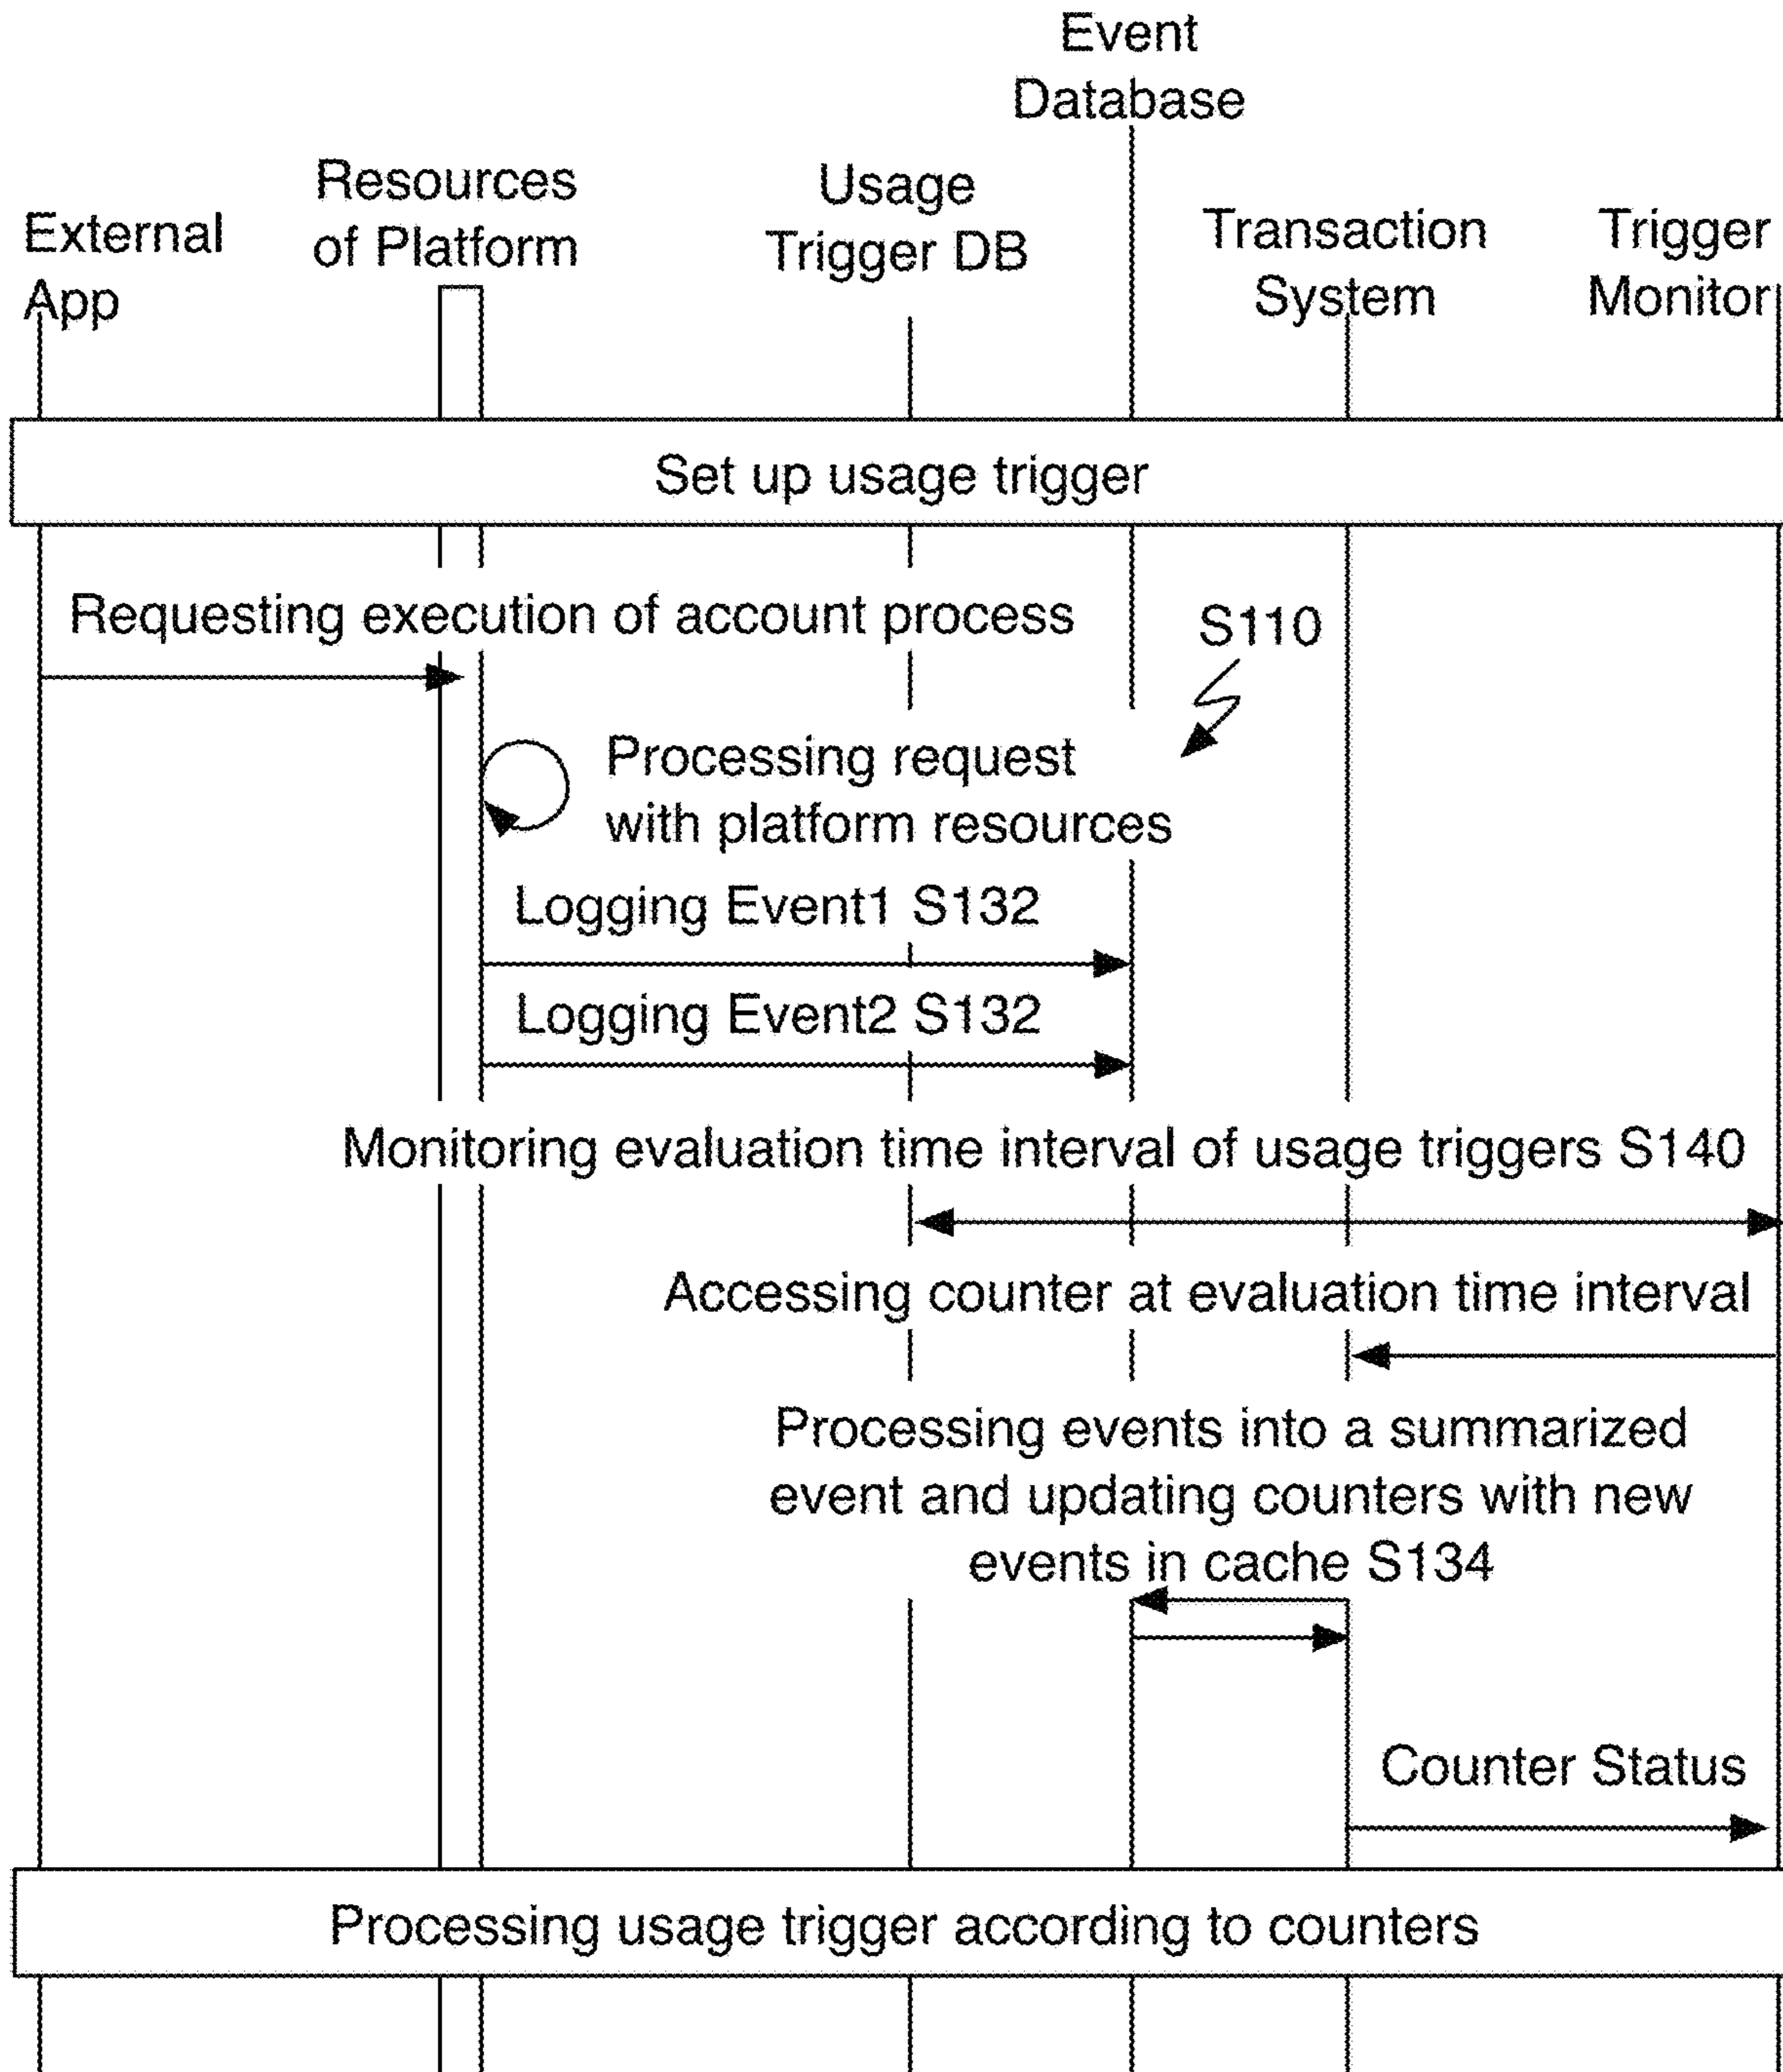 Event
Database
Resources
of Platform
Usage
Trigger DB
External
App
Transaction
System
Trigger
Monitor
Set up usage trigger
Requesting execution of account process
S110
Processing request
with platform resources
Logging Event1 S132
Logging Event2 S132
Monitoring evaluation time interval of usage triggers S140
Accessing counter at evaluation time interval
Processing events into a summarized
event and updating counters with new
events in cache S134
Counter Status
Processing usage trigger according to counters